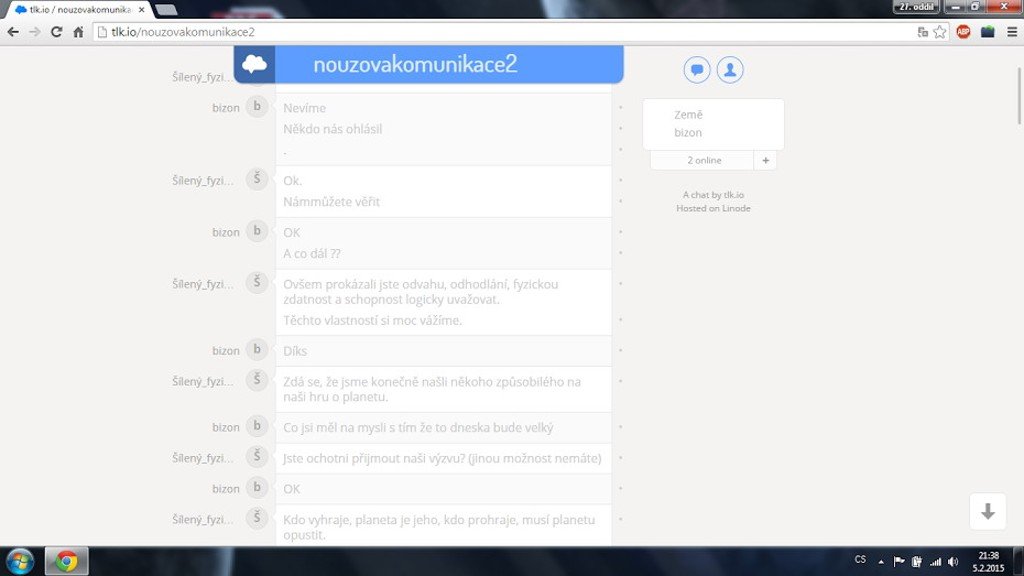 tlk.io / nouzovakomunika
27. oddíl
tlk.io/nouzovakomunikace2
ABP
nouzovakomunikace2
Šílený_fyzi...
bizon b Nevíme
Někdo nás ohlásil
.
Šílený_fyzi... Š Ok.
Námmůžete věřit
bizon b OK
A co dál ??
Šílený_fyzi... Š Ovšem prokázali jste odvahu, odhodlání, fyzickou
zdatnost a schopnost logicky uvažovat.
Těchto vlastností si moc vážíme.
bizon b Díks
Šílený_fyzi... Š Zdá se, že jsme konečně našli někoho způsobilého na
naši hru o planetu.
bizon b Co jsi měl na mysli s tím že to dneska bude velký
Šílený_fyzi... Š Jste ochotni přijmout naši výzvu? (jinou možnost nemáte)
bizon b OK
Šílený_fyzi... Š Kdo vyhraje, planeta je jeho, kdo prohraje, musí planetu
opustit.
Země
bizon
2 online +
A chat by tlk.io
Hosted on Linode
CS
21:38
5.2.2015